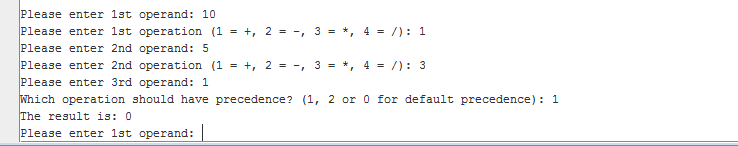 Please enter 1st operand: 10
Please enter 1st operation (1 = +, 2 = -, 3 = *, 4 = /): 1
Please enter 2nd operand: 5
Please enter 2nd operation (1 = +, 2 = -, 3 = *, 4 = /): 3
Please enter 3rd operand: 1
Which operation should have precedence? (1, 2 or 0 for default precedence): 1
The result is: 0
Please enter 1st operand: